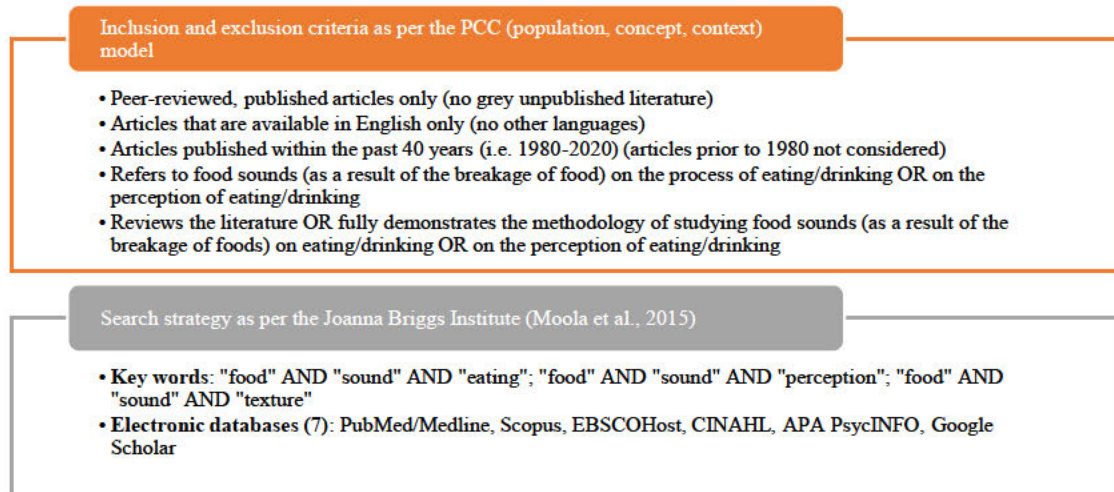 Inclusion and exclusion criteria as per the PCC (population, concept, context)
model
• Peer-reviewed, published articles only (no grey unpublished literature)
• Articles that are available in English only (no other languages)
• Articles published within the past 40 years (i.e. 1980-2020) (articles prior to 1980 not considered)
• Refers to food sounds (as a result of the breakage of food) on the process of eating/drinking OR on the
perception of eating/drinking
• Reviews the literature OR fully demonstrates the methodology of studying food sounds (as a result of the
breakage of foods) on eating/drinking OR on the perception of eating/drinking
Search strategy as per the Joanna Briggs Institute (Moola et al., 2015)
• Key words: "food" AND "sound" AND "eating"; "food" AND "sound" AND "perception"; "food" AND
"sound" AND "texture"
• Electronic databases (7): PubMed/Medline, Scopus, EBSCOHost, CINAHL, APA PsycINFO, Google
Scholar